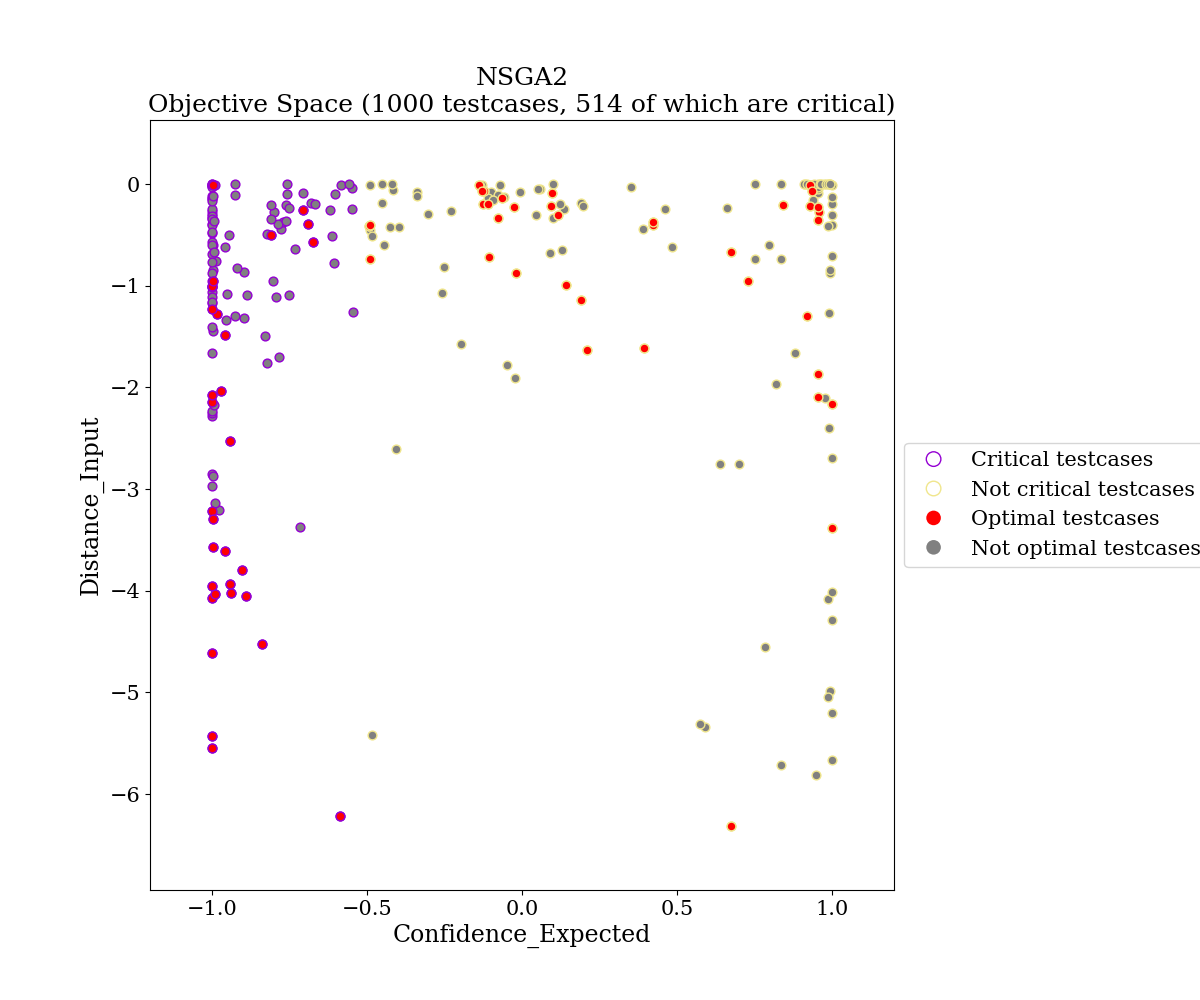 NSGA2
Objective Space (1000 testcases, 514 of which are critical)
0
−1
−2
−3
−4
−5
−6
Distance_Input
−1.0
−0.5
0.0
0.5
1.0
Confidence_Expected
Critical testcases
Not critical testcases
Optimal testcases
Not optimal testcases